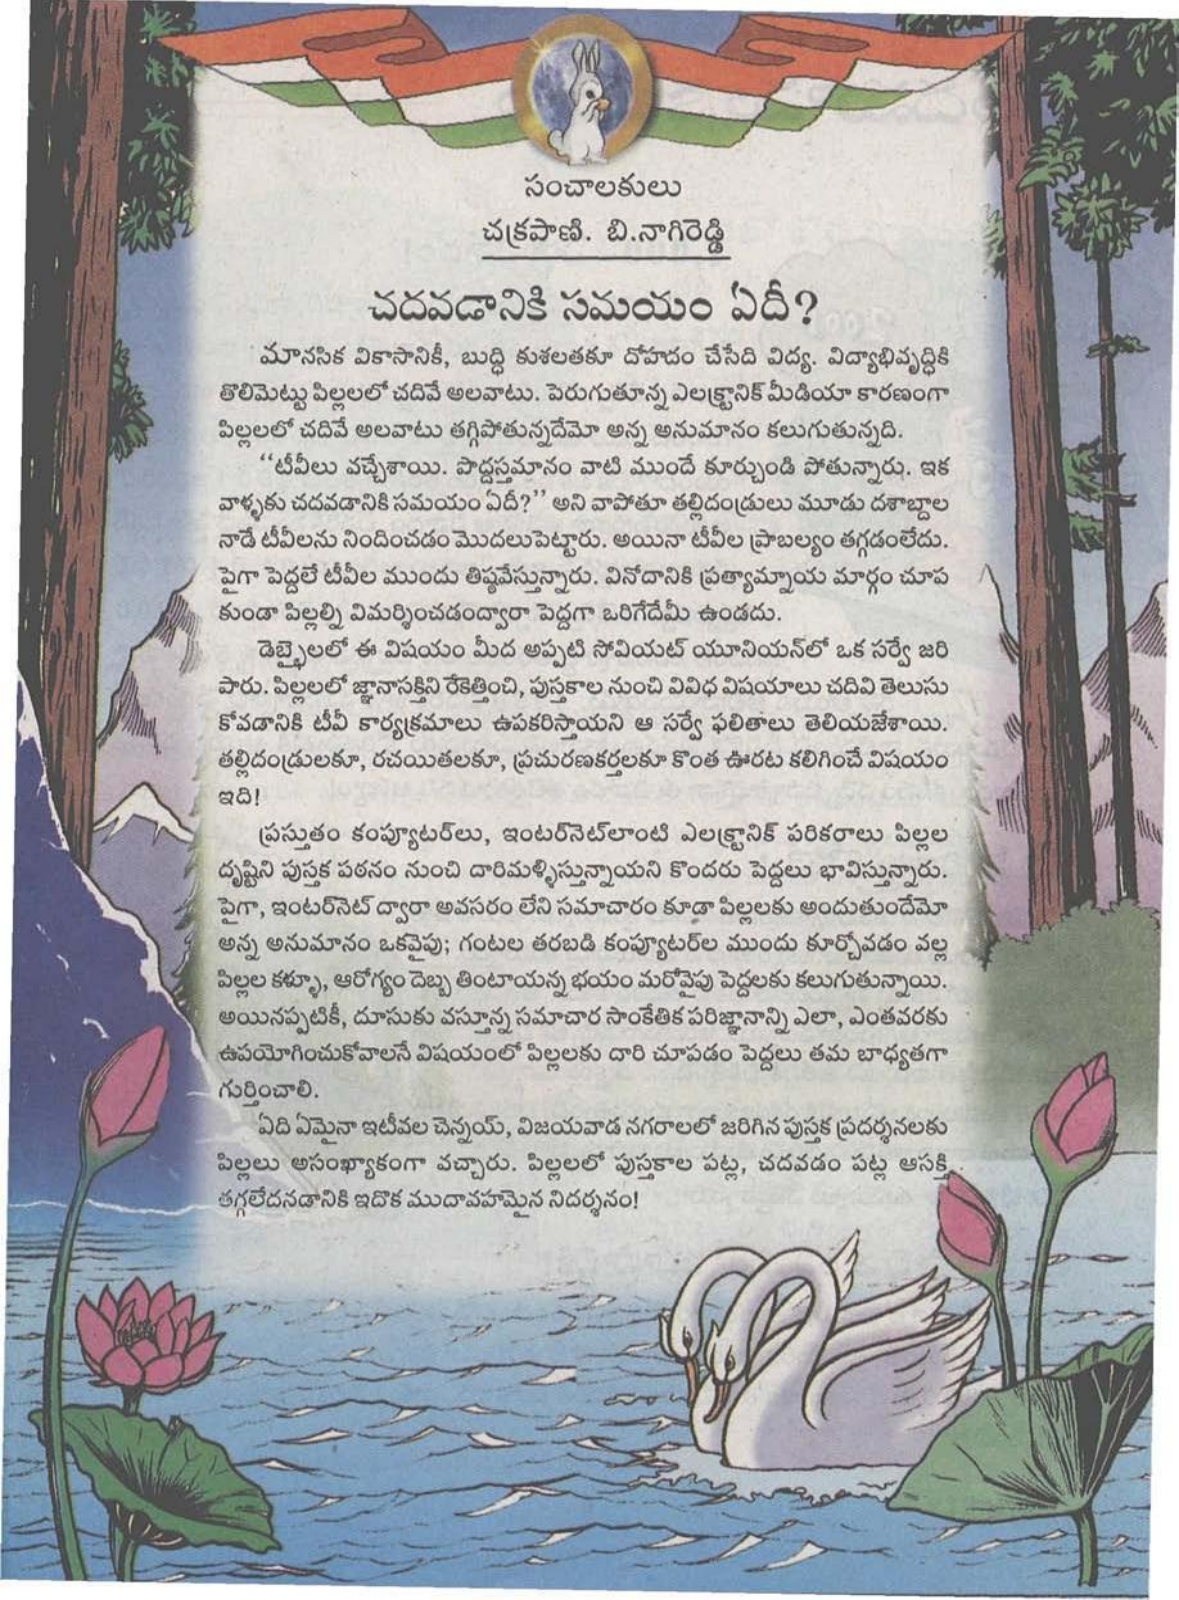 సంచాలకులు
చక్రపాణి. బి.నాగిరెడ్డి
చదవడానికి సమయం ఏదీ?
మానసిక వికాసానికీ, బుద్ధి కుశలతకూ దోహదం చేసేది విద్య. విద్యాభివృద్ధికి
తొలిమెట్టు పిల్లలలో చదివే అలవాటు. పెరుగుతూన్న ఎలక్ట్రానిక్ మీడియా కారణంగా
పిల్లలలో చదివే అలవాటు తగ్గిపోతున్నదేమో అన్న అనుమానం కలుగుతున్నది.
‘‘టీవీలు వచ్చేశాయి. పొద్దస్తమానం వాటి ముందే కూర్చుండి పోతున్నారు. ఇక
వాళ్ళకు చదవడానికి సమయం ఏదీ?’’ అని వాపోతూ తల్లిదండ్రులు మూడు దశాబ్దాల
నాడే టీవీలను నిందించడం మొదలుపెట్టారు. అయినా టీవీల ప్రాబల్యం తగ్గడంలేదు.
పైగా పెద్దలే టీవీల ముందు తిష్ఠవేస్తున్నారు. వినోదానికి ప్రత్యామ్నాయ మార్గం చూప
కుండా పిల్లల్ని విమర్శించడంద్వారా పెద్దగా ఒరిగేదేమీ ఉండదు.
డెబ్భైలలో ఈ విషయం మీద అప్పటి సోవియట్ యూనియన్‌లో ఒక సర్వే జరి
పారు. పిల్లలలో జ్ఞానాసక్తిని రేకెత్తించి, పుస్తకాల నుంచి వివిధ విషయాలు చదివి తెలుసు
కోవడానికి టీవీ కార్యక్రమాలు ఉపకరిస్తాయని ఆ సర్వే ఫలితాలు తెలియజేశాయి.
తల్లిదండ్రులకూ, రచయితలకూ, ప్రచురణకర్తలకూ కొంత ఊరట కలిగించే విషయం
ఇది!
ప్రస్తుతం కంప్యూటర్‌లు, ఇంటర్‌నెట్‌లాంటి ఎలక్ట్రానిక్ పరికరాలు పిల్లల
దృష్టిని పుస్తక పఠనం నుంచి దారిమళ్ళిస్తున్నాయని కొందరు పెద్దలు భావిస్తున్నారు.
పైగా, ఇంటర్‌నెట్ ద్వారా అవసరం లేని సమాచారం కూడా పిల్లలకు అందుతుందేమో
అన్న అనుమానం ఒకవైపు; గంటల తరబడి కంప్యూటర్‌ల ముందు కూర్చోవడం వల్ల
పిల్లల కళ్ళూ, ఆరోగ్యం దెబ్బ తింటాయన్న భయం మరోవైపు పెద్దలకు కలుగుతున్నాయి.
అయినప్పటికీ, దూసుకు వస్తూన్న సమాచార సాంకేతిక పరిజ్ఞానాన్ని ఎలా, ఎంతవరకు
ఉపయోగించుకోవాలనే విషయంలో పిల్లలకు దారి చూపడం పెద్దలు తమ బాధ్యతగా
గుర్తించాలి.
ఏది ఏమైనా ఇటీవల చెన్నయ్, విజయవాడ నగరాలలో జరిగిన పుస్తక ప్రదర్శనలకు
పిల్లలు అసంఖ్యాకంగా వచ్చారు. పిల్లలలో పుస్తకాల పట్ల, చదవడం పట్ల ఆసక్తి
తగ్గలేదనడానికి ఇదొక ముదావహమైన నిదర్శనం!